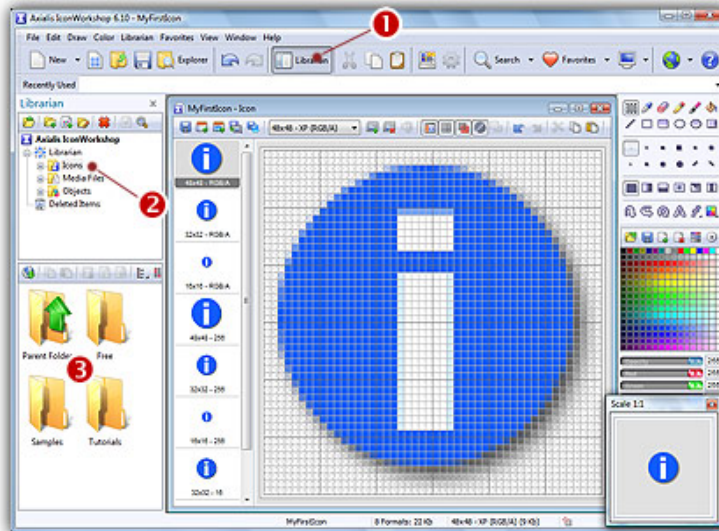 Axialis IconWorkshop 6.10 - MyFirstIcon
File Edit Draw Color Librarian Favorites View Window Help
New Explorer Librarian Search Favorites
Recently Used
Librarian
MyFirstIcon - Icon
48x48 - XP (RGB/A)
Axialis IconWorkshop
Librarian
Icons
Media Files
Objects
Deleted Items
1
2
3
48x48 - RGB/A
32x32 - RGB/A
16x16 - RGB/A
48x48 - 256
32x32 - 256
16x16 - 256
32x32 - 16
Parent Folder Free
Samples Tutorials
Scale 1:1
MyFirstIcon 8 Formats: 22 Kb 48x48 - XP (RGB/A) (9 Kb)